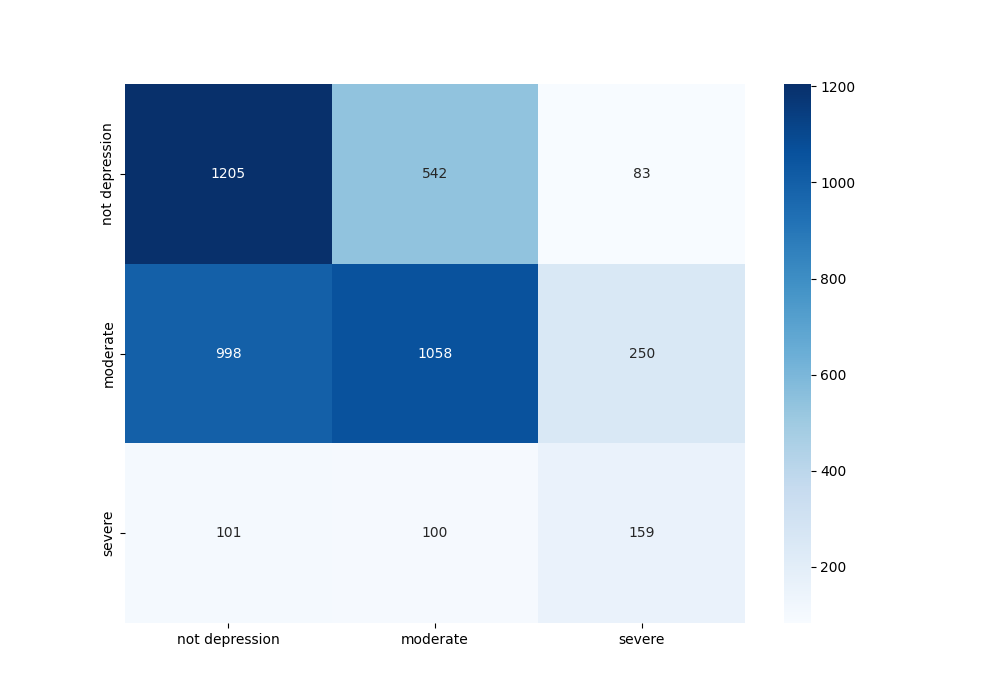 not depression 1205 542 83
moderate 998 1058 250
severe 101 100 159
not depression moderate severe
1200
1000
800
600
400
200